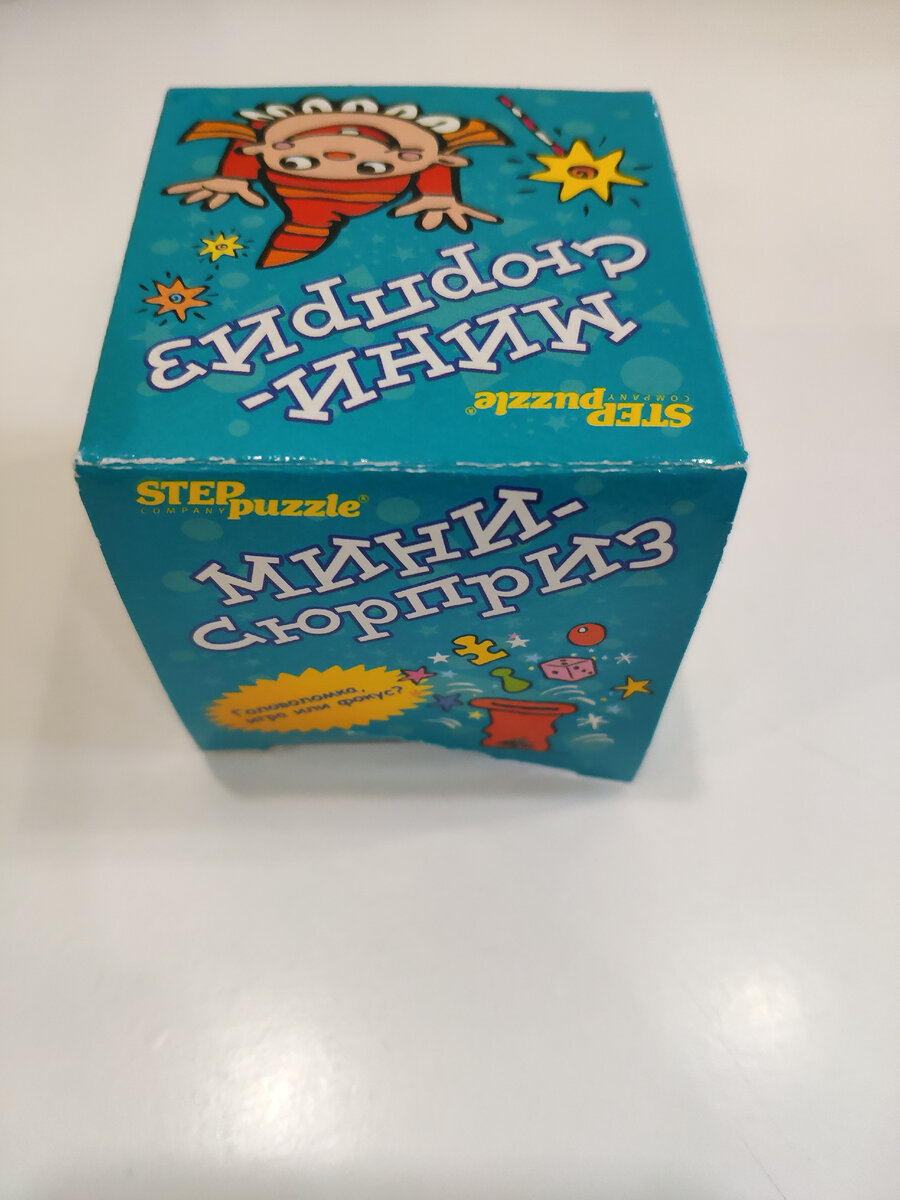 МИНИ-
СЮРПРИЗ
STEP puzzle®
COMPANY
STEP puzzle®
COMPANY
МИНИ-
СЮРПРИЗ
Головоломка,
игра или фокус?